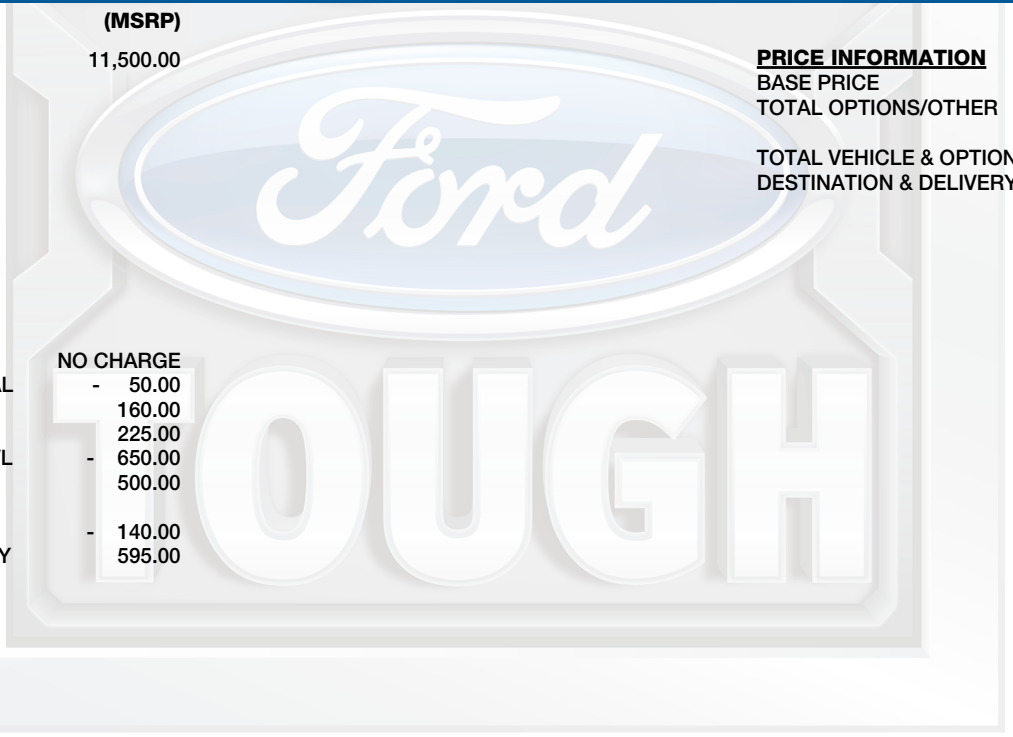 (MSRP)
11,500.00
NO CHARGE
AL - 50.00
160.00
225.00
L - 650.00
500.00
- 140.00
Y 595.00
PRICE INFORMATION
BASE PRICE
TOTAL OPTIONS/OTHER
TOTAL VEHICLE & OPTION
DESTINATION & DELIVERY
Ford
TOUGH